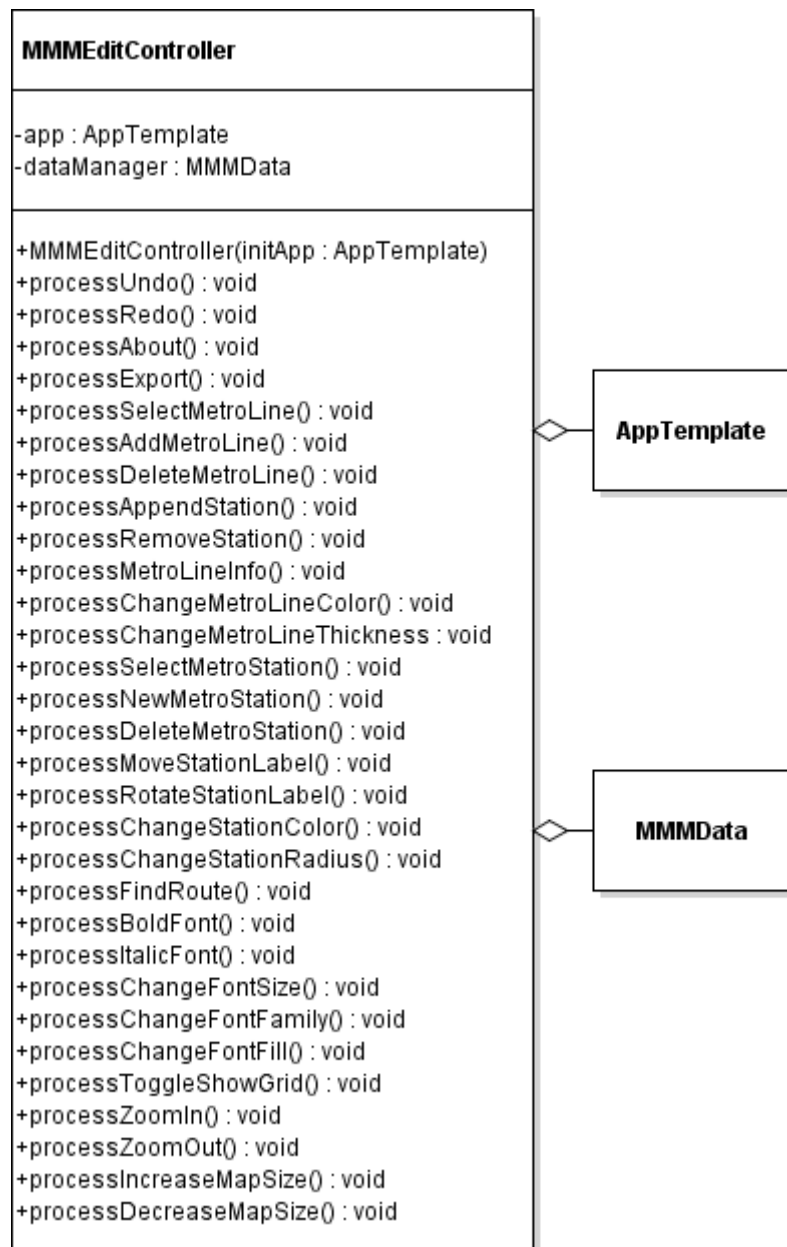 MMMEditController
-app : AppTemplate
-dataManager : MMMData
+MMMEditController(initApp : AppTemplate)
+processUndo() : void
+processRedo() : void
+processAbout() : void
+processExport() : void
+processSelectMetroLine() : void
+processAddMetroLine() : void
+processDeleteMetroLine() : void
+processAppendStation() : void
+processRemoveStation() : void
+processMetroLineInfo() : void
+processChangeMetroLineColor() : void
+processChangeMetroLineThickness : void
+processSelectMetroStation() : void
+processNewMetroStation() : void
+processDeleteMetroStation() : void
+processMoveStationLabel() : void
+processRotateStationLabel() : void
+processChangeStationColor() : void
+processChangeStationRadius() : void
+processFindRoute() : void
+processBoldFont() : void
+processItalicFont() : void
+processChangeFontSize() : void
+processChangeFontFamily() : void
+processChangeFontFill() : void
+processToggleShowGrid() : void
+processZoomIn() : void
+processZoomOut() : void
+processIncreaseMapSize() : void
+processDecreaseMapSize() : void
AppTemplate
MMMData